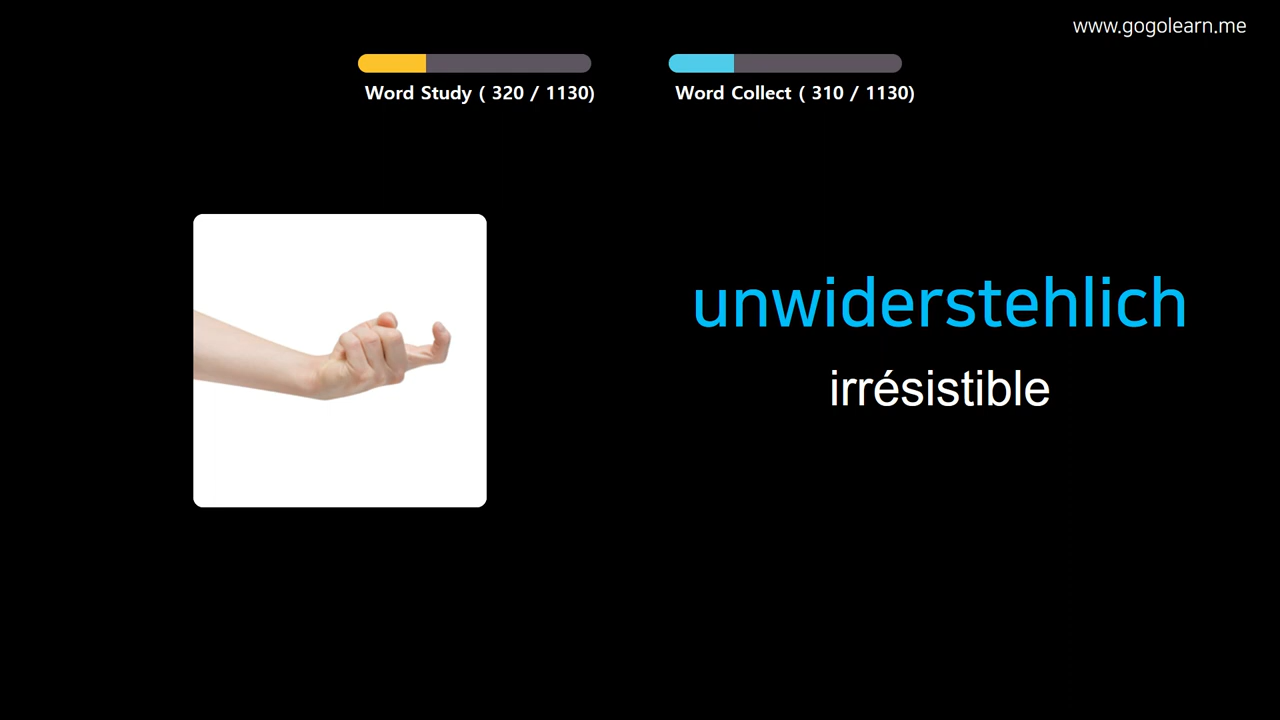 www.gogolearn.me
Word Study ( 320 / 1130)
Word Collect ( 310 / 1130)
unwiderstehlich
irrésistible